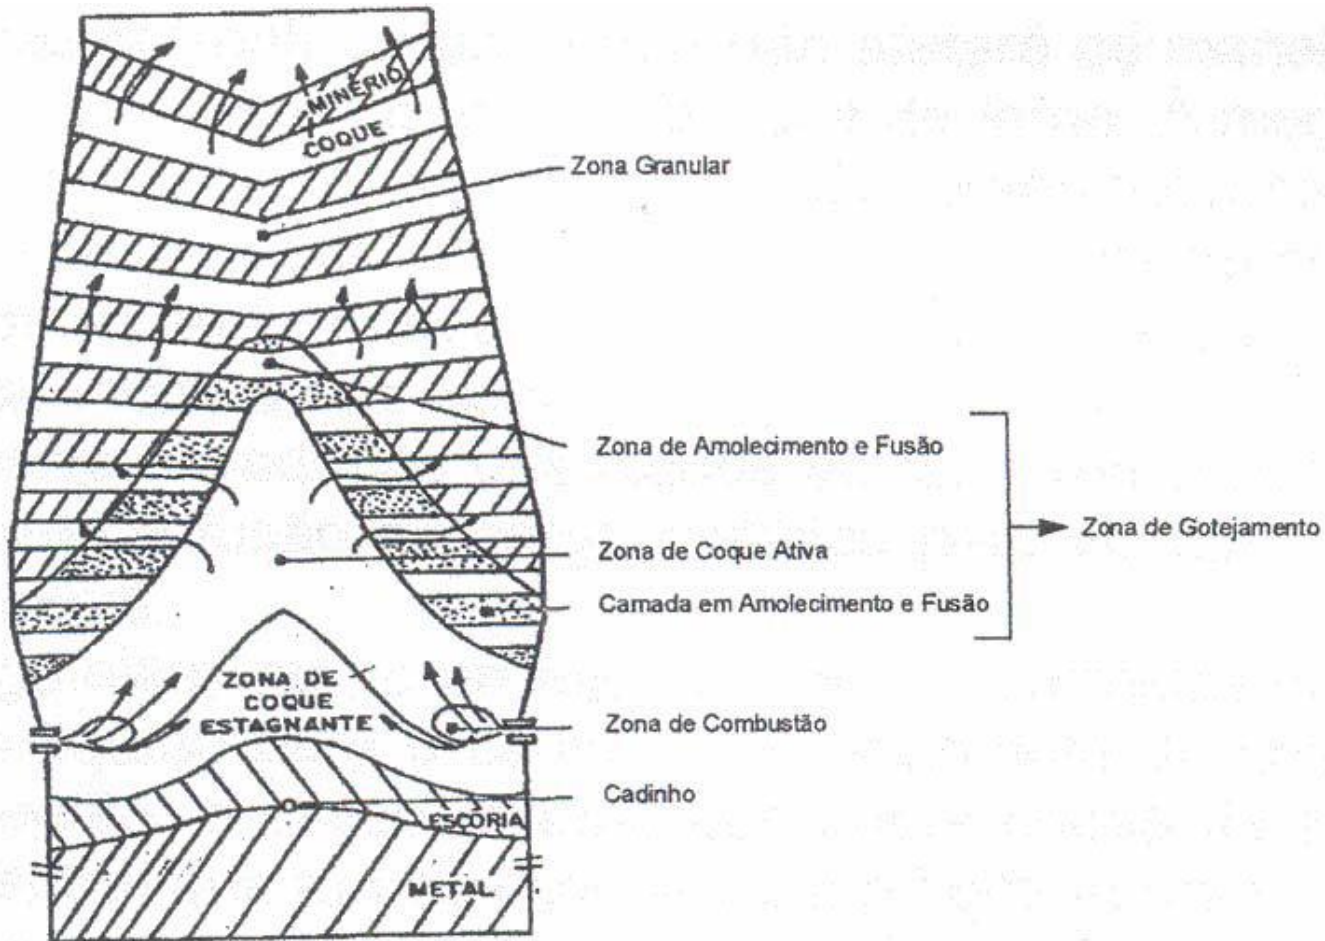 MINÉRIO
COQUE
Zona Granular
Zona de Amolecimento e Fusão
Zona de Gotejamento
Zona de Coque Ativa
Camada em Amolecimento e Fusão
ZONA DE
COQUE
ESTAGNANTE
Zona de Combustão
Cadinho
ESCÓRIA
METAL